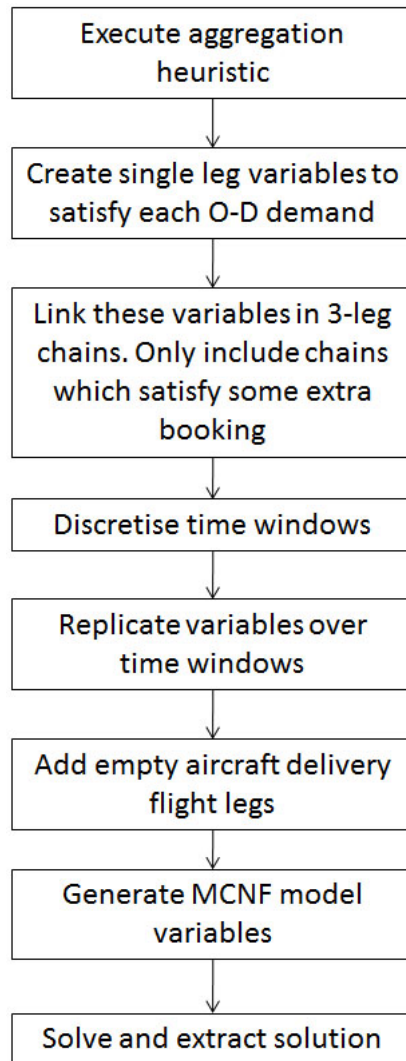 Execute aggregation
heuristic
Create single leg variables to
satisfy each O-D demand
Link these variables in 3-leg
chains. Only include chains
which satisfy some extra
booking
Discretise time windows
Replicate variables over
time windows
Add empty aircraft delivery
flight legs
Generate MCNF model
variables
Solve and extract solution